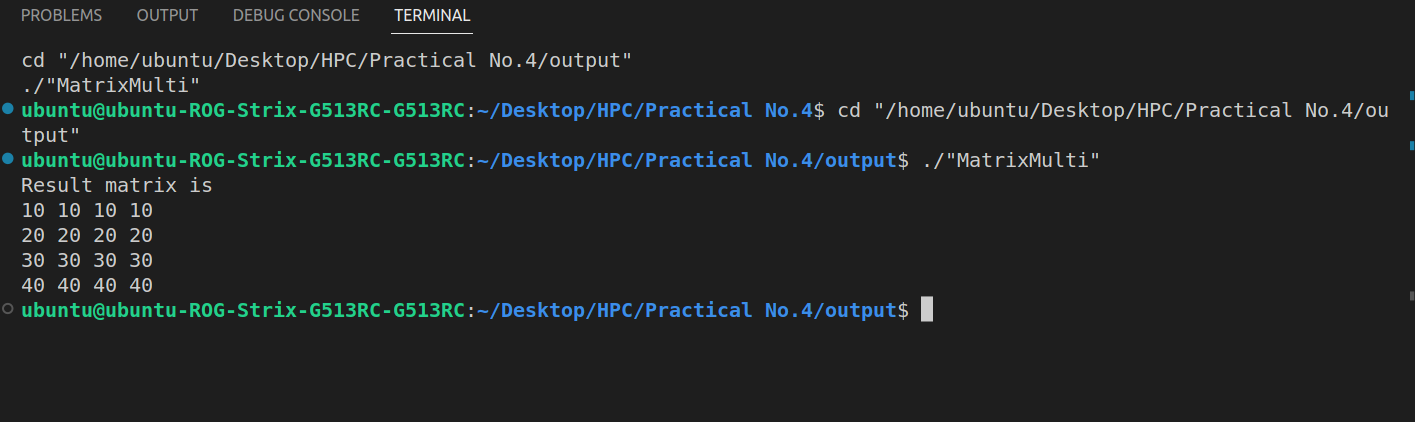 PROBLEMS OUTPUT DEBUG CONSOLE TERMINAL
cd "/home/ubuntu/Desktop/HPC/Practical No.4/output"
./"MatrixMulti"
ubuntu@ubuntu-ROG-Strix-G513RC-G513RC:~/Desktop/HPC/Practical No.4$ cd "/home/ubuntu/Desktop/HPC/Practical No.4/ou
tput"
ubuntu@ubuntu-ROG-Strix-G513RC-G513RC:~/Desktop/HPC/Practical No.4/output$ ./"MatrixMulti"
Result matrix is
10 10 10 10
20 20 20 20
30 30 30 30
40 40 40 40
ubuntu@ubuntu-ROG-Strix-G513RC-G513RC:~/Desktop/HPC/Practical No.4/output$